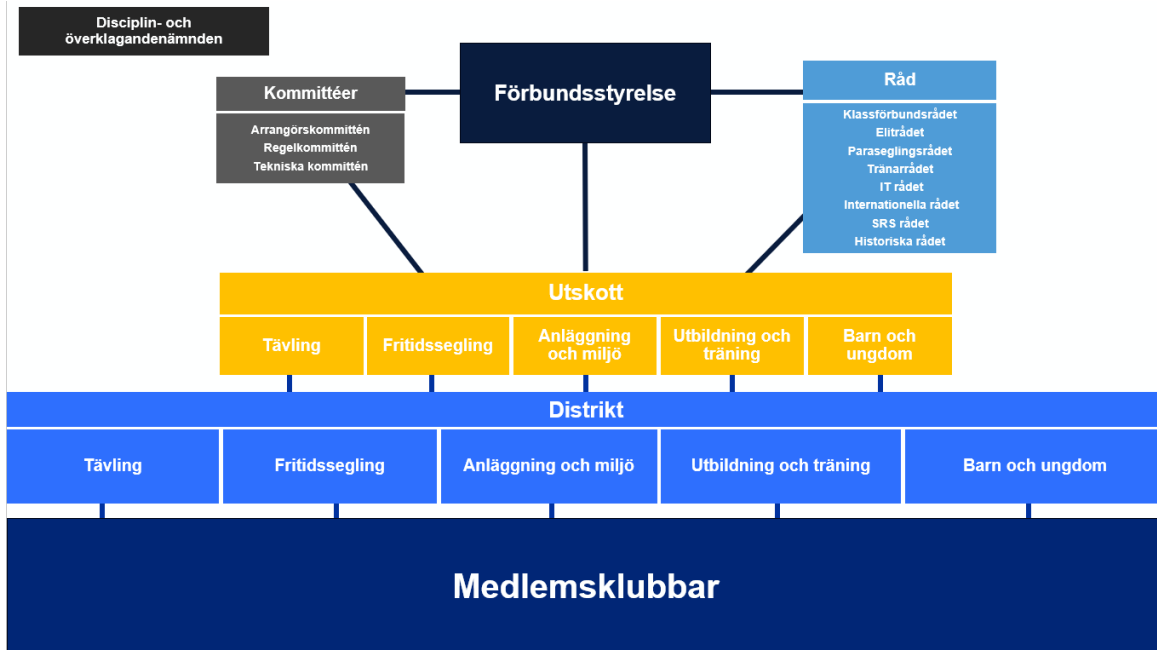 Disciplin- och
överklagandenämnden
Förbundsstyrelse
Kommittéer
Arrangörskommittén
Regelkommittén
Tekniska kommittén
Råd
Klassförbundsrådet
Elitrådet
Paraseglingsrådet
Tränarrådet
IT rådet
Internationella rådet
SRS rådet
Historiska rådet
Utskott
Tävling
Fritidssegling
Anläggning
och miljö
Utbildning och
träning
Barn och
ungdom
Distrikt
Tävling
Fritidssegling
Anläggning och miljö
Utbildning och träning
Barn och ungdom
Medlemsklubbar